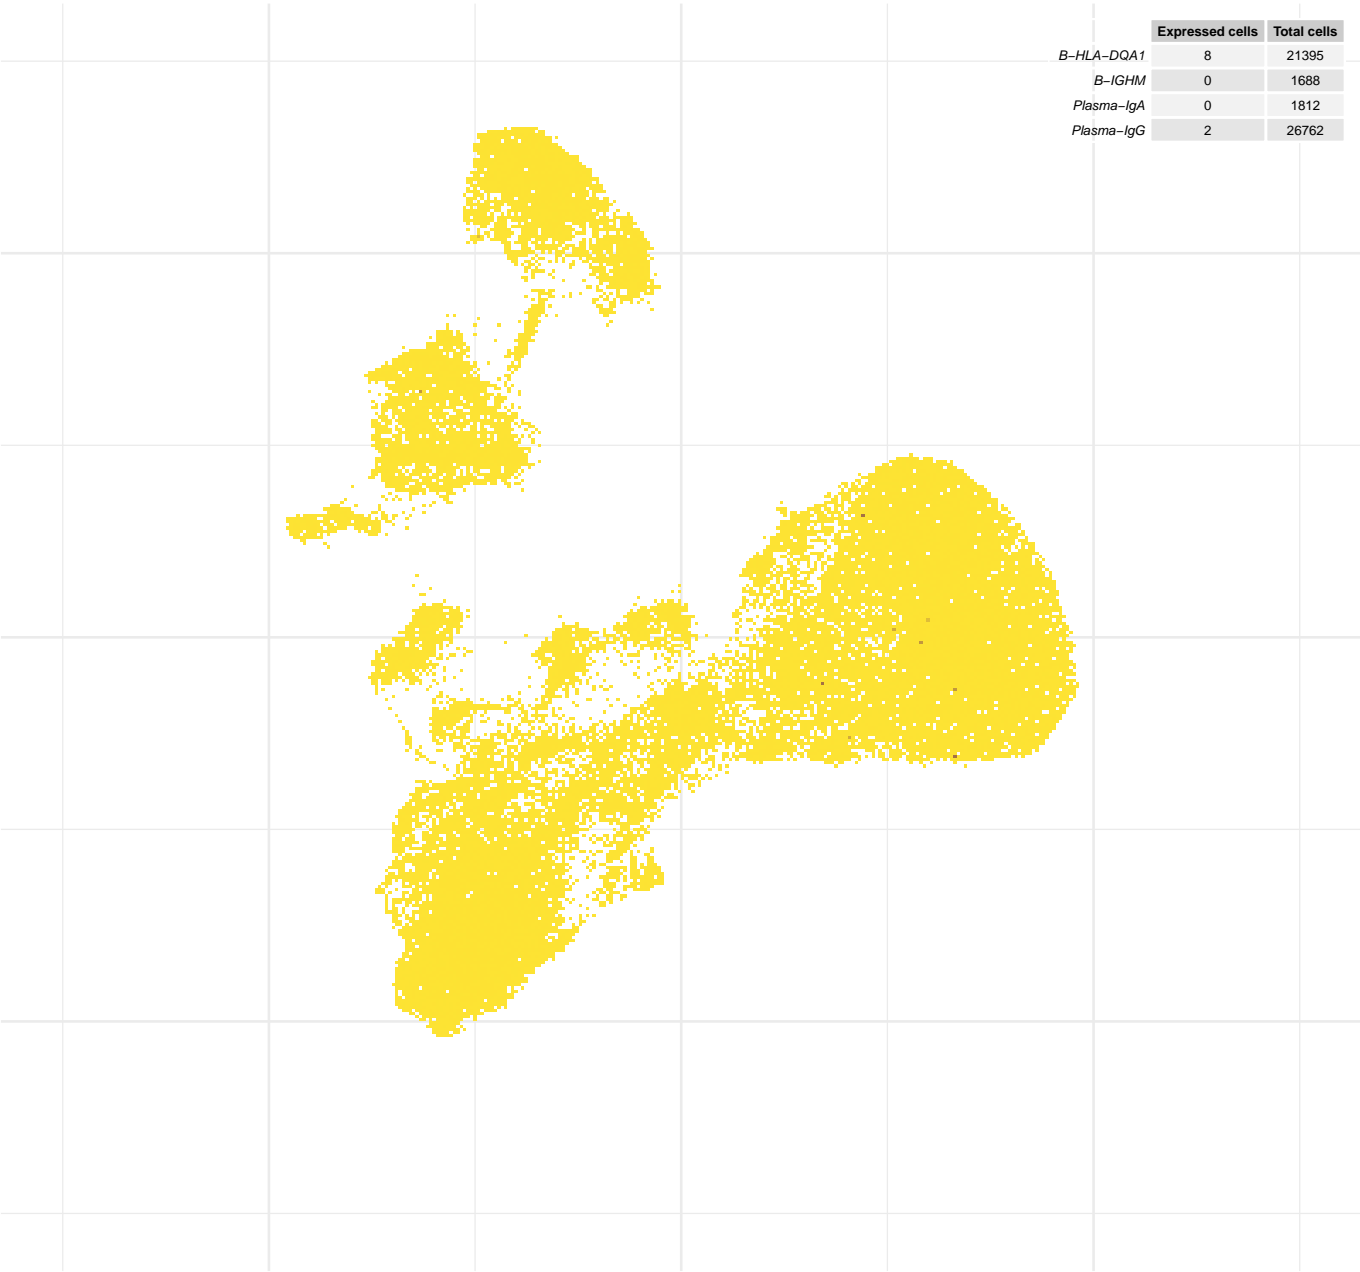 Expressed cells Total cells
B−HLA−DQA1 8 21395
B−IGHM 0 1688
Plasma−IgA 0 1812
Plasma−IgG 2 26762